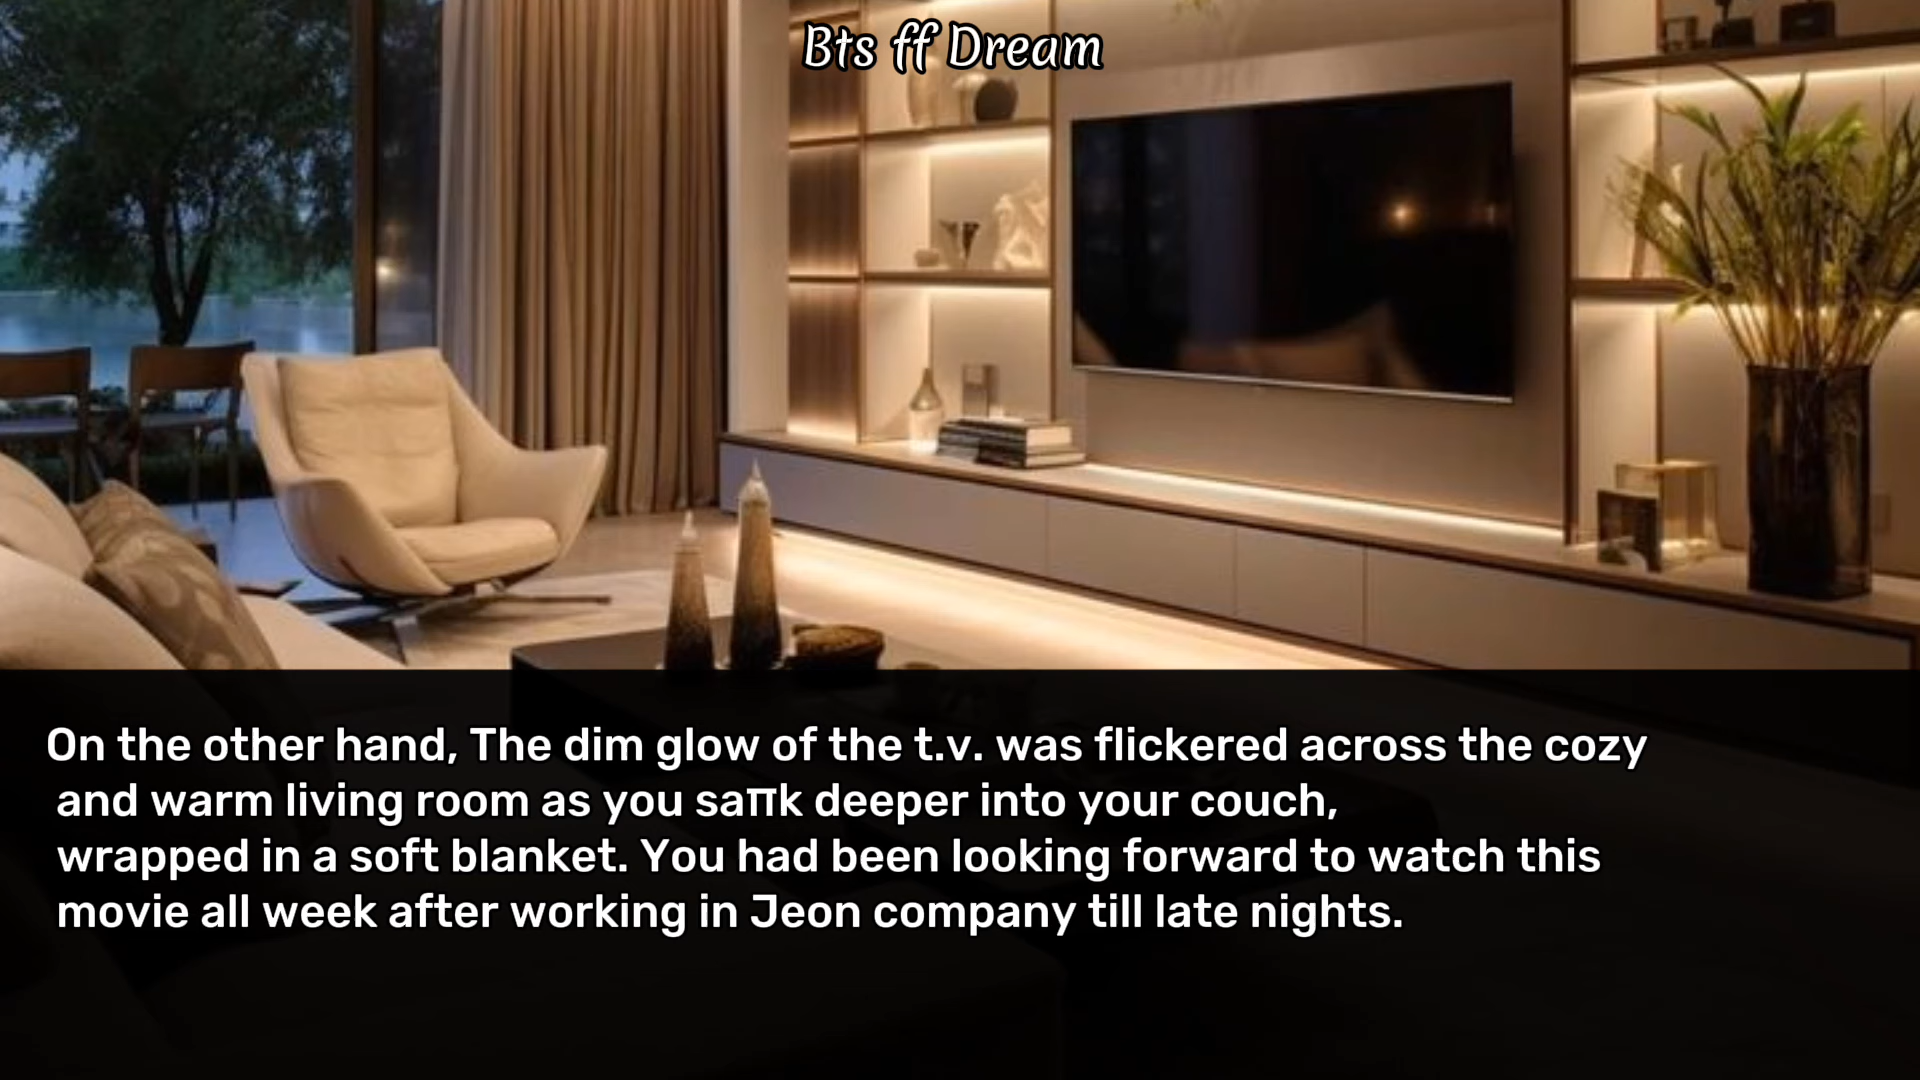 Bts ff Dream
On the other hand, The dim glow of the t.v. was flickered across the cozy
and warm living room as you saππk deeper into your couch,
wrapped in a soft blanket. You had been looking forward to watch this
movie all week after working in Jeon company till late nights.